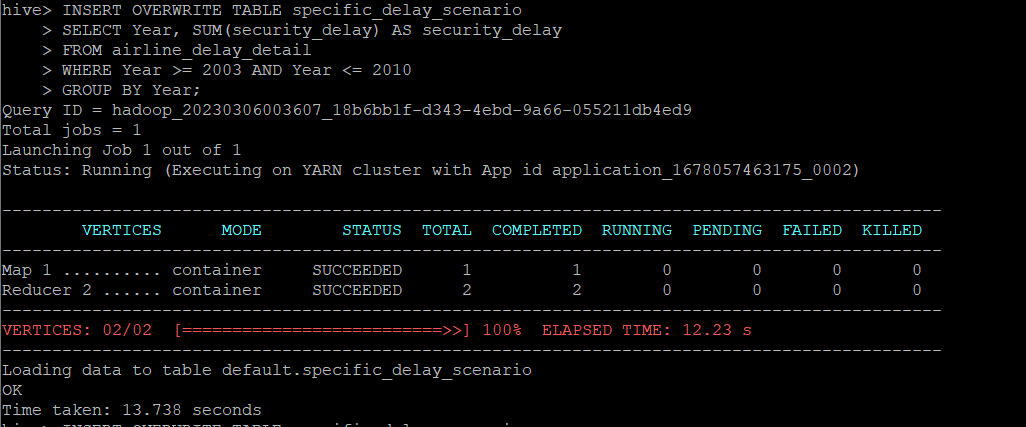 hive> INSERT OVERWRITE TABLE specific_delay_scenario
    > SELECT Year, SUM(security_delay) AS security_delay
    > FROM airline_delay_detail
    > WHERE Year >= 2003 AND Year <= 2010
    > GROUP BY Year;
Query ID = hadoop_20230306003607_18b6bb1f-d343-4ebd-9a66-055211db4ed9
Total jobs = 1
Launching Job 1 out of 1
Status: Running (Executing on YARN cluster with App id application_1678057463175_0002)
----------------------------------------------------------------------------------------------
        VERTICES      MODE        STATUS  TOTAL  COMPLETED  RUNNING  PENDING  FAILED  KILLED
----------------------------------------------------------------------------------------------
Map 1 .......... container     SUCCEEDED      1          1        0        0       0       0
Reducer 2 ...... container     SUCCEEDED      2          2        0        0       0       0
----------------------------------------------------------------------------------------------
VERTICES: 02/02  [==========================>>] 100%  ELAPSED TIME: 12.23 s
----------------------------------------------------------------------------------------------
Loading data to table default.specific_delay_scenario
OK
Time taken: 13.738 seconds